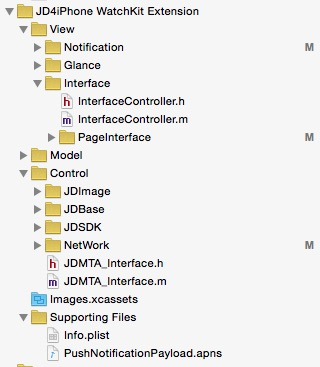 JD4iPhone WatchKit Extension
View
Notification M
Glance
Interface
h InterfaceController.h
m InterfaceController.m
PageInterface M
Model
Control
JDImage
JDBase
JDSDK
NetWork M
h JDMTA_Interface.h
m JDMTA_Interface.m
Images.xcassets
Supporting Files
Info.plist
PushNotificationPayload.apns